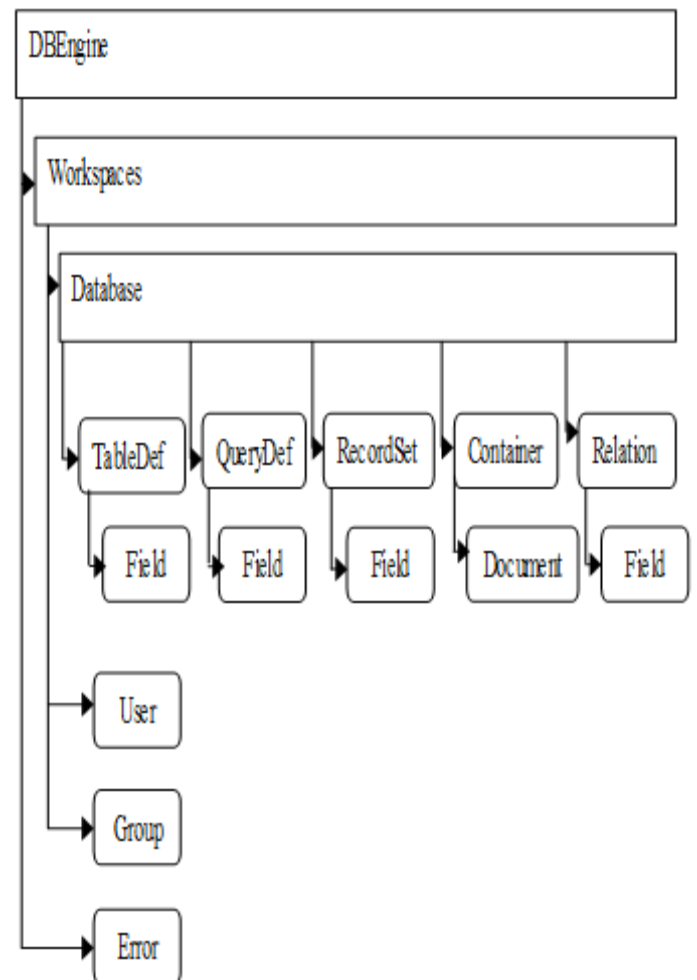 DBEngine
Workspaces
Database
TableDef
QueryDef
RecordSet
Container
Relation
Field
Field
Field
Document
Field
User
Group
Error